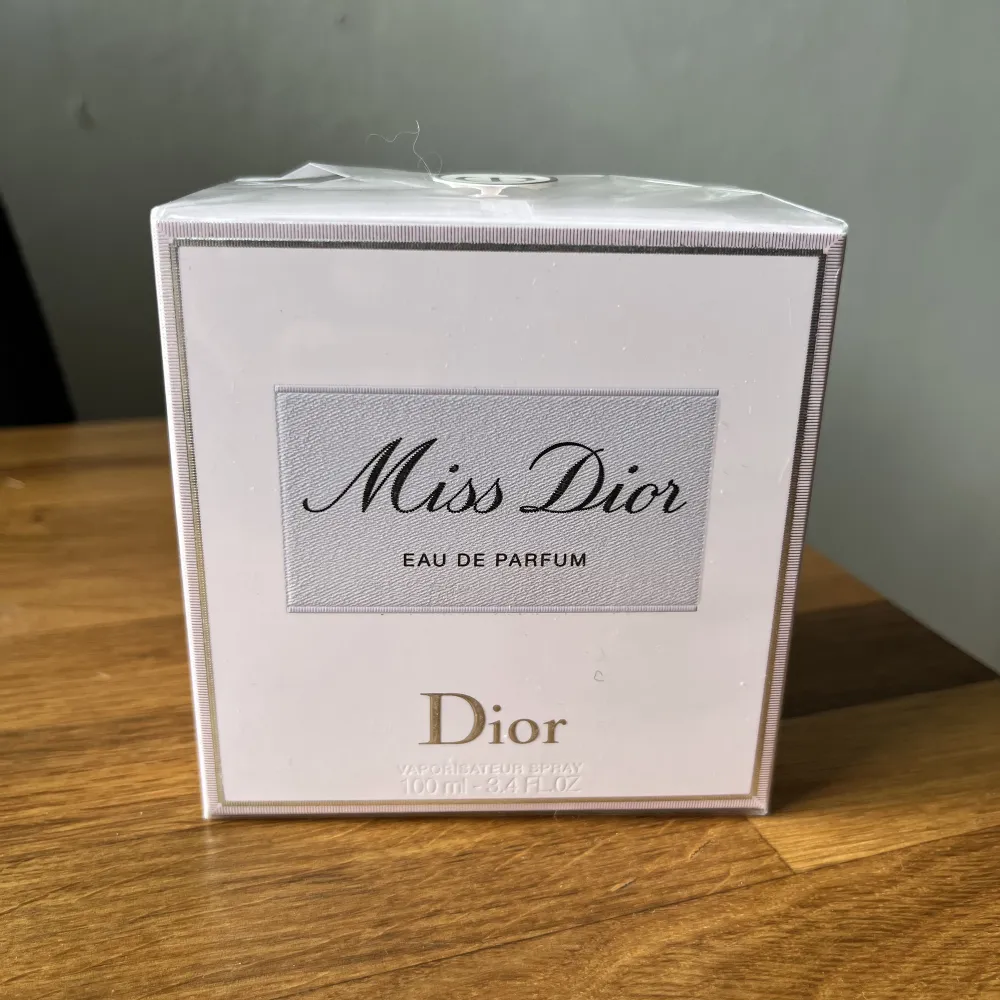 Miss Dior
EAU DE PARFUM
Dior
VAPORISATEUR SPRAY
100 ml - 3.4 FL.OZ